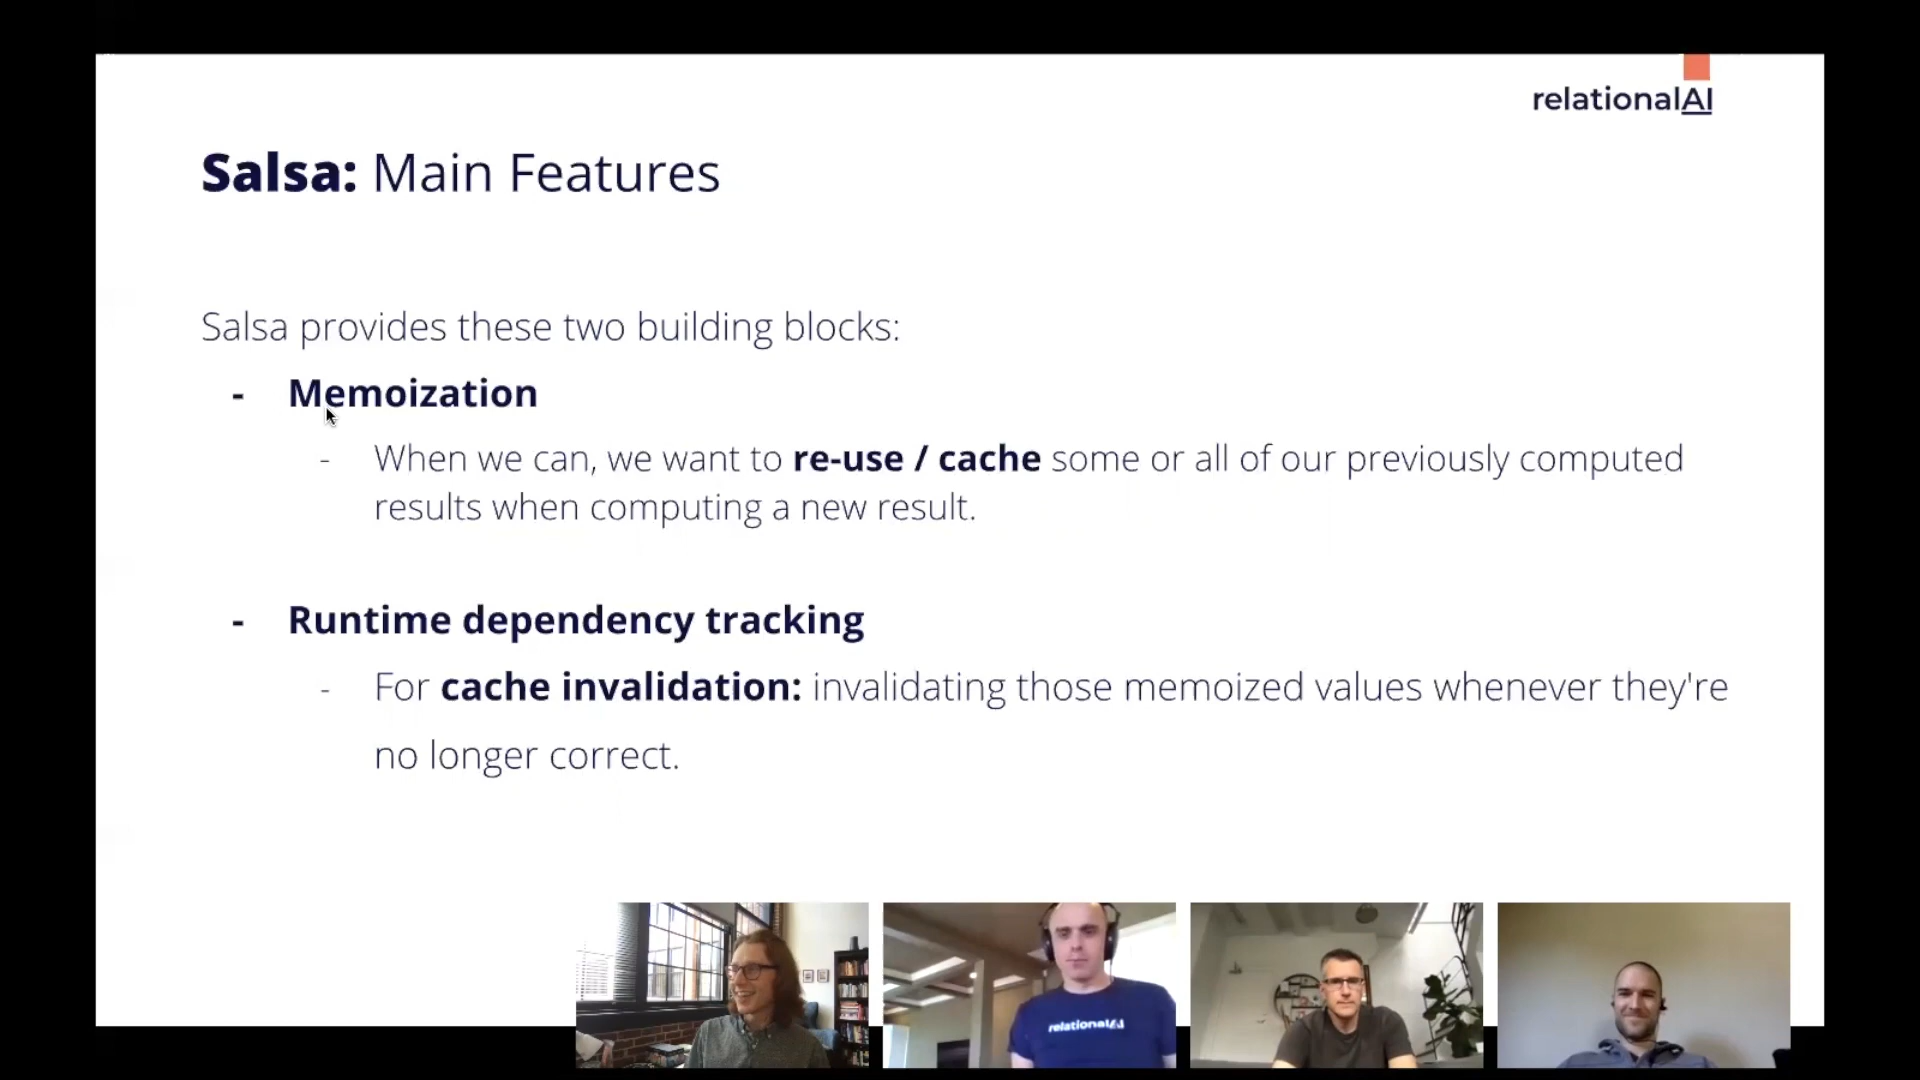 relationalAI
Salsa: Main Features
Salsa provides these two building blocks:
- Memoization
- When we can, we want to re-use / cache some or all of our previously computed
results when computing a new result.
- Runtime dependency tracking
- For cache invalidation: invalidating those memoized values whenever they're
no longer correct.
relationalAI